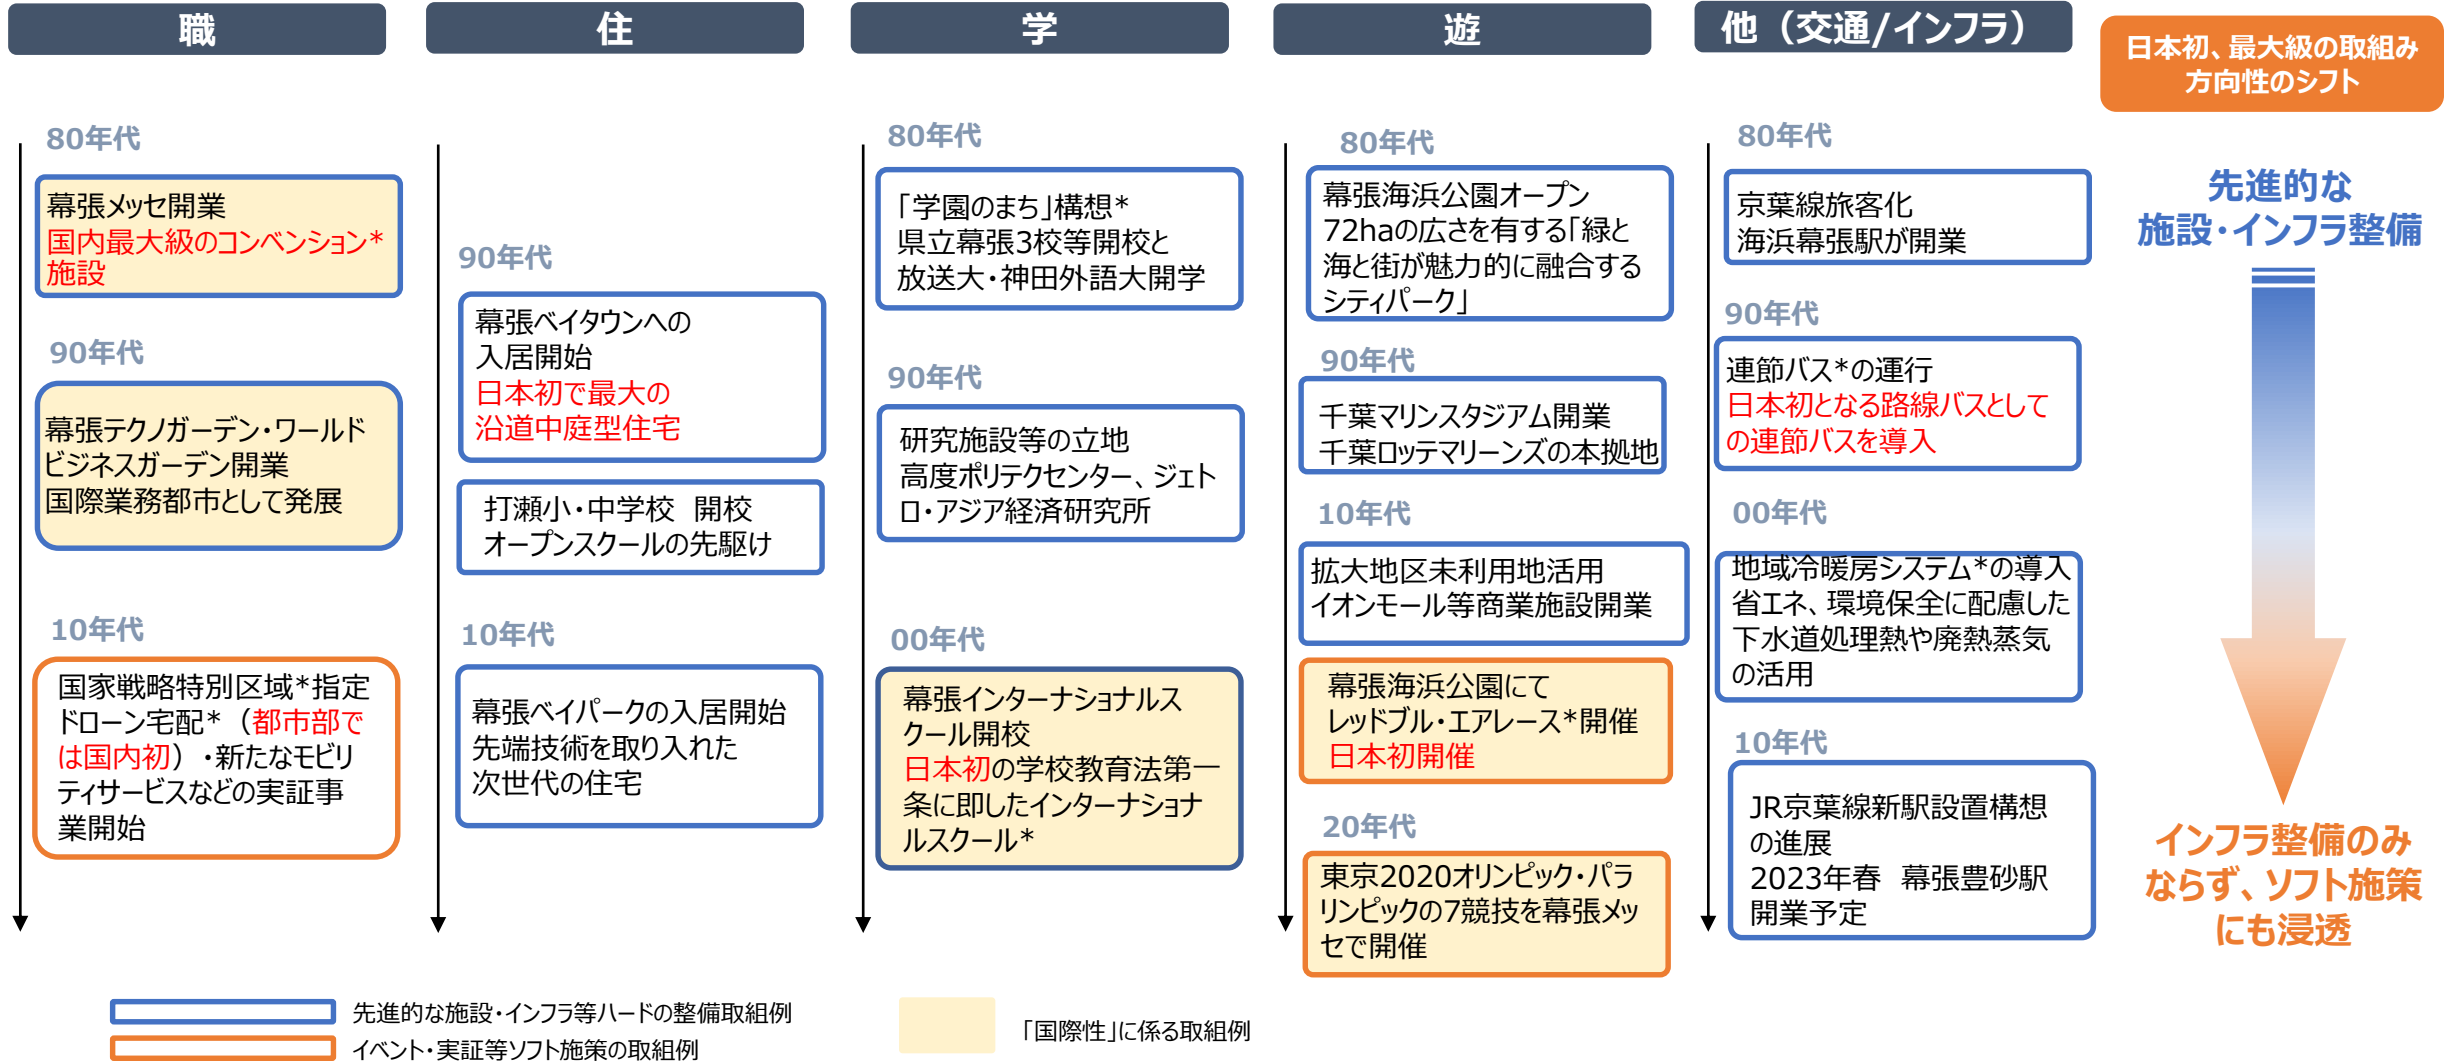 職
80年代
幕張メッセ開業
国内最大級のコンベンション*
施設
90年代
幕張テクノガーデン・ワールド
ビジネスガーデン開業
国際業務都市として発展
10年代
国家戦略特別区域*指定
ドローン宅配*（都市部で
は国内初）・新たなモビリ
ティサービスなどの実証事
業開始
住
90年代
幕張ベイタウンへの
入居開始
日本初で最大の
沿道中庭型住宅
打瀬小・中学校　開校
オープンスクールの先駆け
10年代
幕張ベイパークの入居開始
先端技術を取り入れた
次世代の住宅
学
80年代
「学園のまち」構想*
県立幕張3校等開校と
放送大・神田外語大開学
90年代
研究施設等の立地
高度ポリテクセンター、ジェト
ロ・アジア経済研究所
00年代
幕張インターナショナルス
クール開校
日本初の学校教育法第一
条に即したインターナショナ
ルスクール*
遊
80年代
幕張海浜公園オープン
72haの広さを有する「緑と
海と街が魅力的に融合する
シティパーク」
90年代
千葉マリンスタジアム開業
千葉ロッテマリーンズの本拠地
10年代
拡大地区未利用地活用
イオンモール等商業施設開業
幕張海浜公園にて
レッドブル・エアレース*開催
日本初開催
20年代
東京2020オリンピック・パラ
リンピックの7競技を幕張メッ
セで開催
他（交通/インフラ）
80年代
京葉線旅客化
海浜幕張駅が開業
90年代
連節バス*の運行
日本初となる路線バスとして
の連節バスを導入
00年代
地域冷暖房システム*の導入
省エネ、環境保全に配慮した
下水道処理熱や廃熱蒸気
の活用
10年代
JR京葉線新駅設置構想
の進展
2023年春　幕張豊砂駅
開業予定
日本初、最大級の取組み
方向性のシフト
先進的な
施設・インフラ整備
インフラ整備のみ
ならず、ソフト施策
にも浸透
先進的な施設・インフラ等ハードの整備取組例
イベント・実証等ソフト施策の取組例
「国際性」に係る取組例